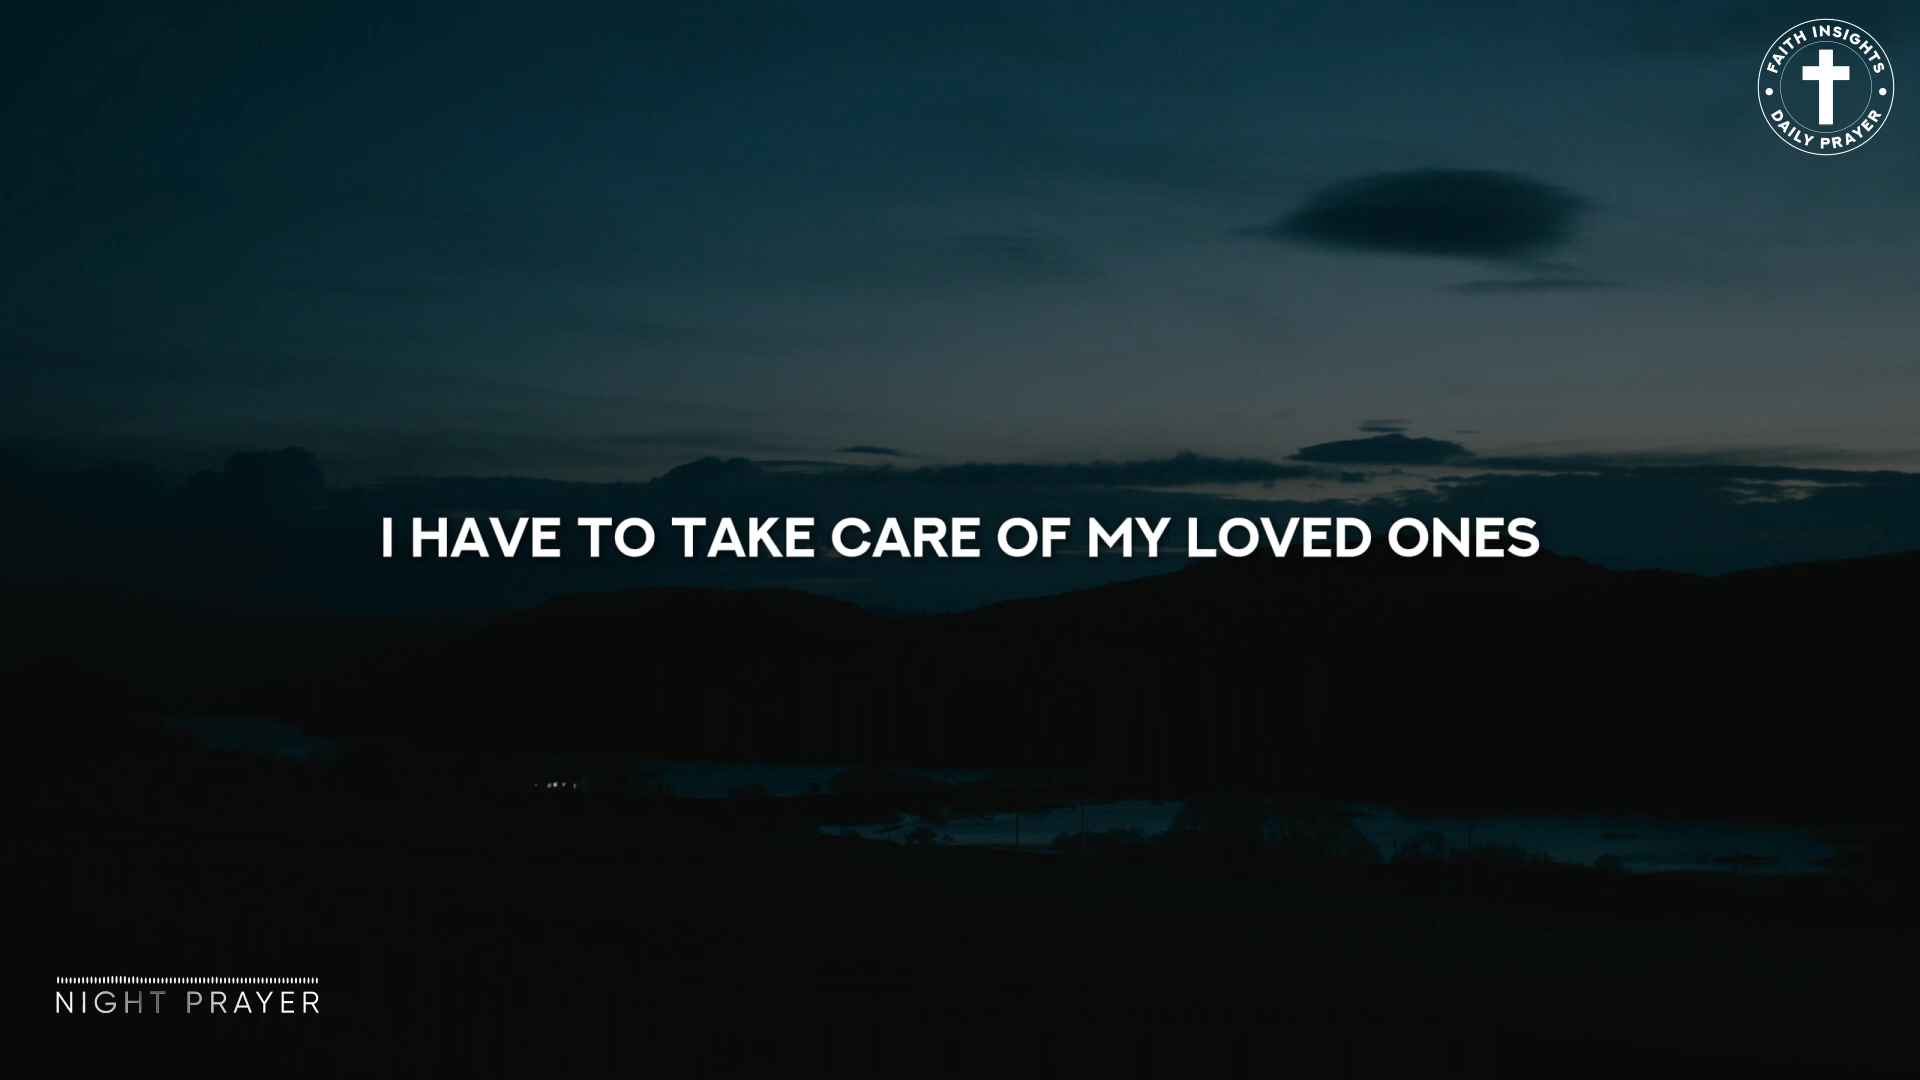 FAITH INSIGHTS
DAILY PRAYER
I HAVE TO TAKE CARE OF MY LOVED ONES
NIGHT PRAYER